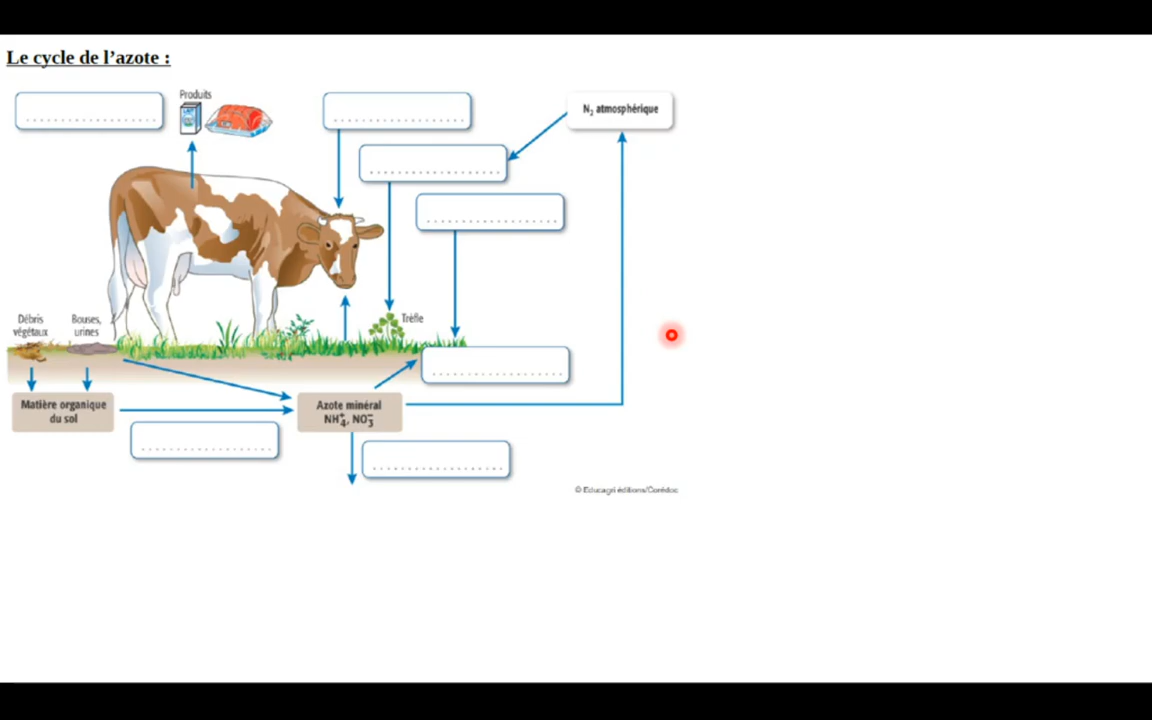 Le cycle de l'azote :
Produits
N2 atmosphérique
Trèfle
Débris
végétaux
Bouses,
urines
Matière organique
du sol
Azote minéral
NH4+, NO3-
© Educagri éditions/Corédoc